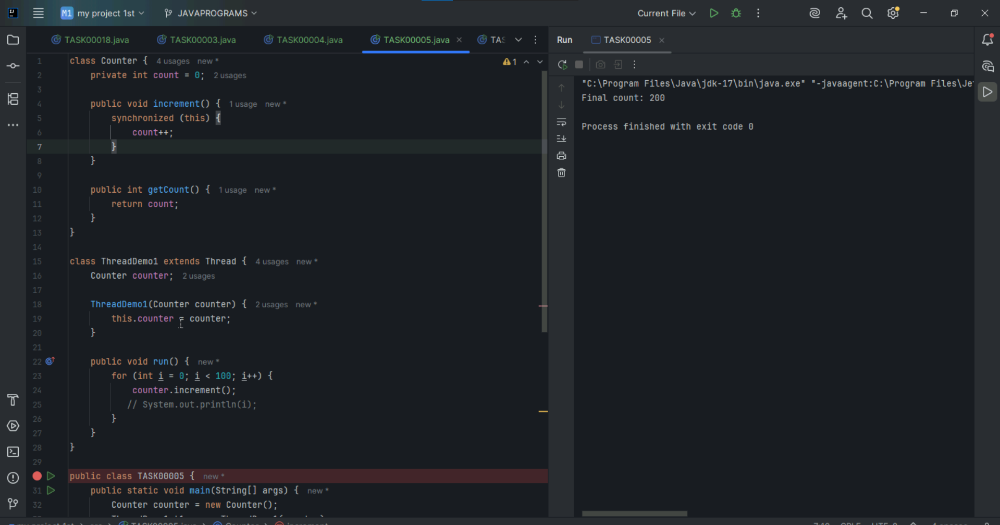 M1 my project 1st JAVAPROGRAMS Current File
TASK00018.java TASK00003.java TASK00004.java TASK00005.java
1 class Counter { 4 usages new *
2 private int count = 0; 2 usages
3
4 public void increment() { 1 usage new *
5 synchronized (this) {
6 count++;
7 }
8 }
9
10 public int getCount() { 1 usage new *
11 return count;
12 }
13 }
14
15 class ThreadDemo1 extends Thread { 4 usages new *
16 Counter counter; 2 usages
17
18 ThreadDemo1(Counter counter) { 2 usages new *
19 this.counter = counter;
20 }
21
22 public void run() { new *
23 for (int i = 0; i < 100; i++) {
24 counter.increment();
25 // System.out.println(i);
26 }
27 }
28 }
29
public class TASK00005 { new *
31 public static void main(String[] args) { new *
32 Counter counter = new Counter();
1
Run TASK00005
"C:\Program Files\Java\jdk-17\bin\java.exe" "-javaagent:C:\Program Files\Je
Final count: 200
Process finished with exit code 0